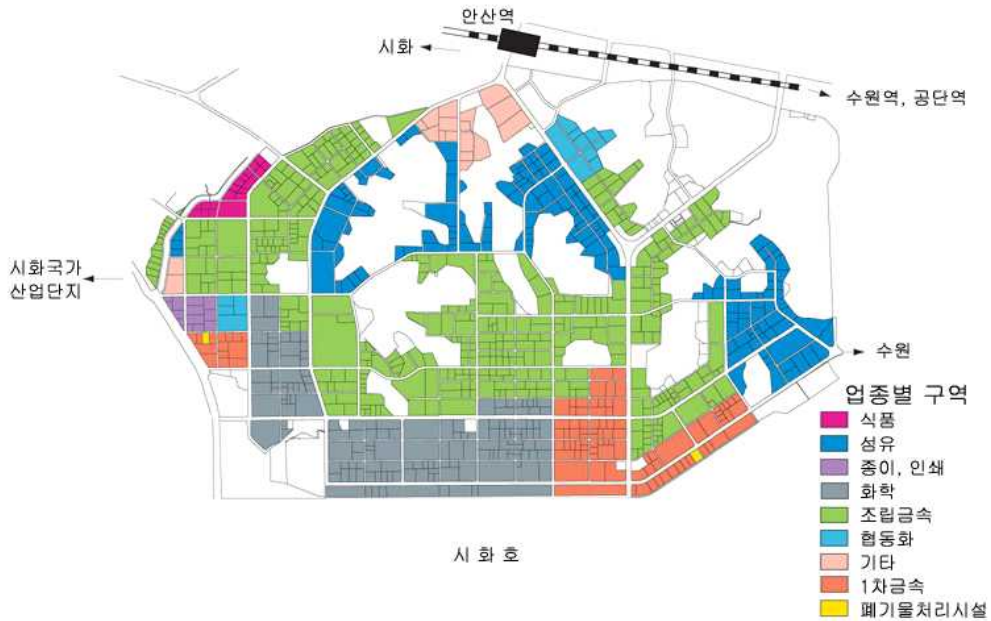 안산역
시화
수원역, 공단역
시화국가
산업단지
수원
업종별 구역
식품
섬유
종이, 인쇄
화학
조립금속
협동화
기타
1차금속
폐기물처리시설
시 화 호